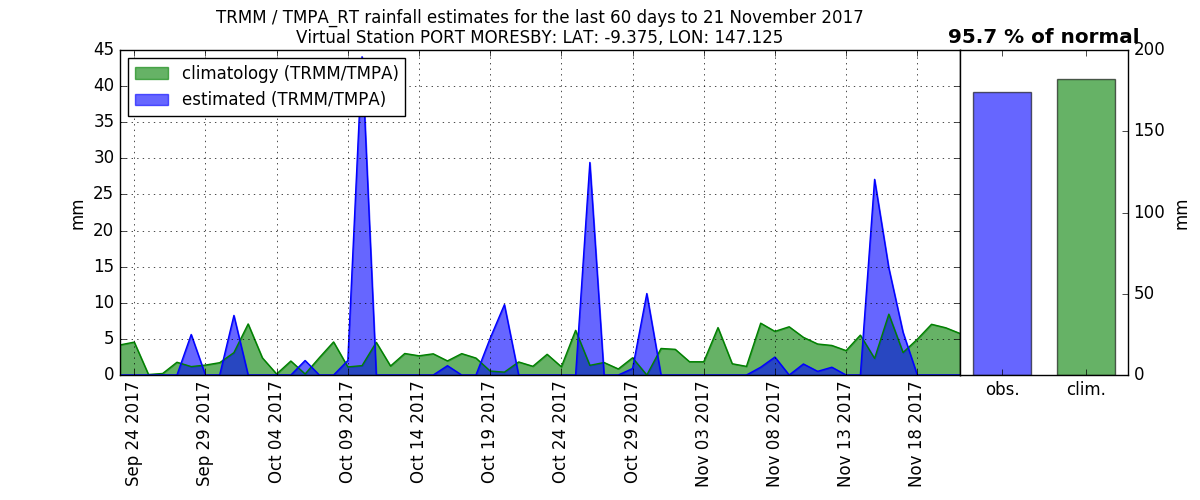 TRMM / TMPA_RT rainfall estimates for the last 60 days to 21 November 2017
Virtual Station PORT MORESBY: LAT: -9.375, LON: 147.125
95.7 % of normal
climatology (TRMM/TMPA)
estimated (TRMM/TMPA)
mm
45
40
35
30
25
20
15
10
5
0
Sep 24 2017
Sep 29 2017
Oct 04 2017
Oct 09 2017
Oct 14 2017
Oct 19 2017
Oct 24 2017
Oct 29 2017
Nov 03 2017
Nov 08 2017
Nov 13 2017
Nov 18 2017
obs.
clim.
200
150
100
50
0
mm